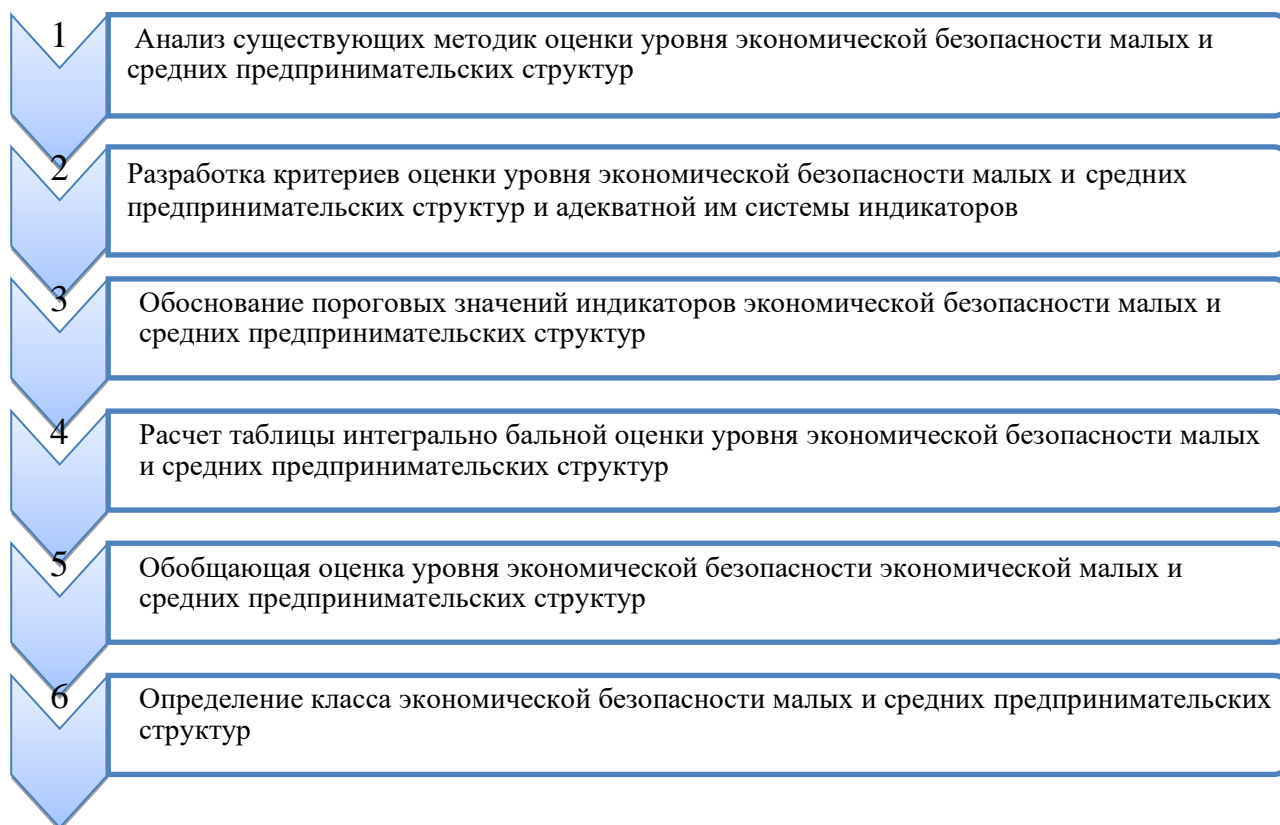 1
Анализ существующих методик оценки уровня экономической безопасности малых и
средних предпринимательских структур
2
Разработка критериев оценки уровня экономической безопасности малых и средних
предпринимательских структур и адекватной им системы индикаторов
3
Обоснование пороговых значений индикаторов экономической безопасности малых и
средних предпринимательских структур
4
Расчет таблицы интегрально бальной оценки уровня экономической безопасности малых
и средних предпринимательских структур
5
Обобщающая оценка уровня экономической безопасности экономической малых и
средних предпринимательских структур
6
Определение класса экономической безопасности малых и средних предпринимательских
структур